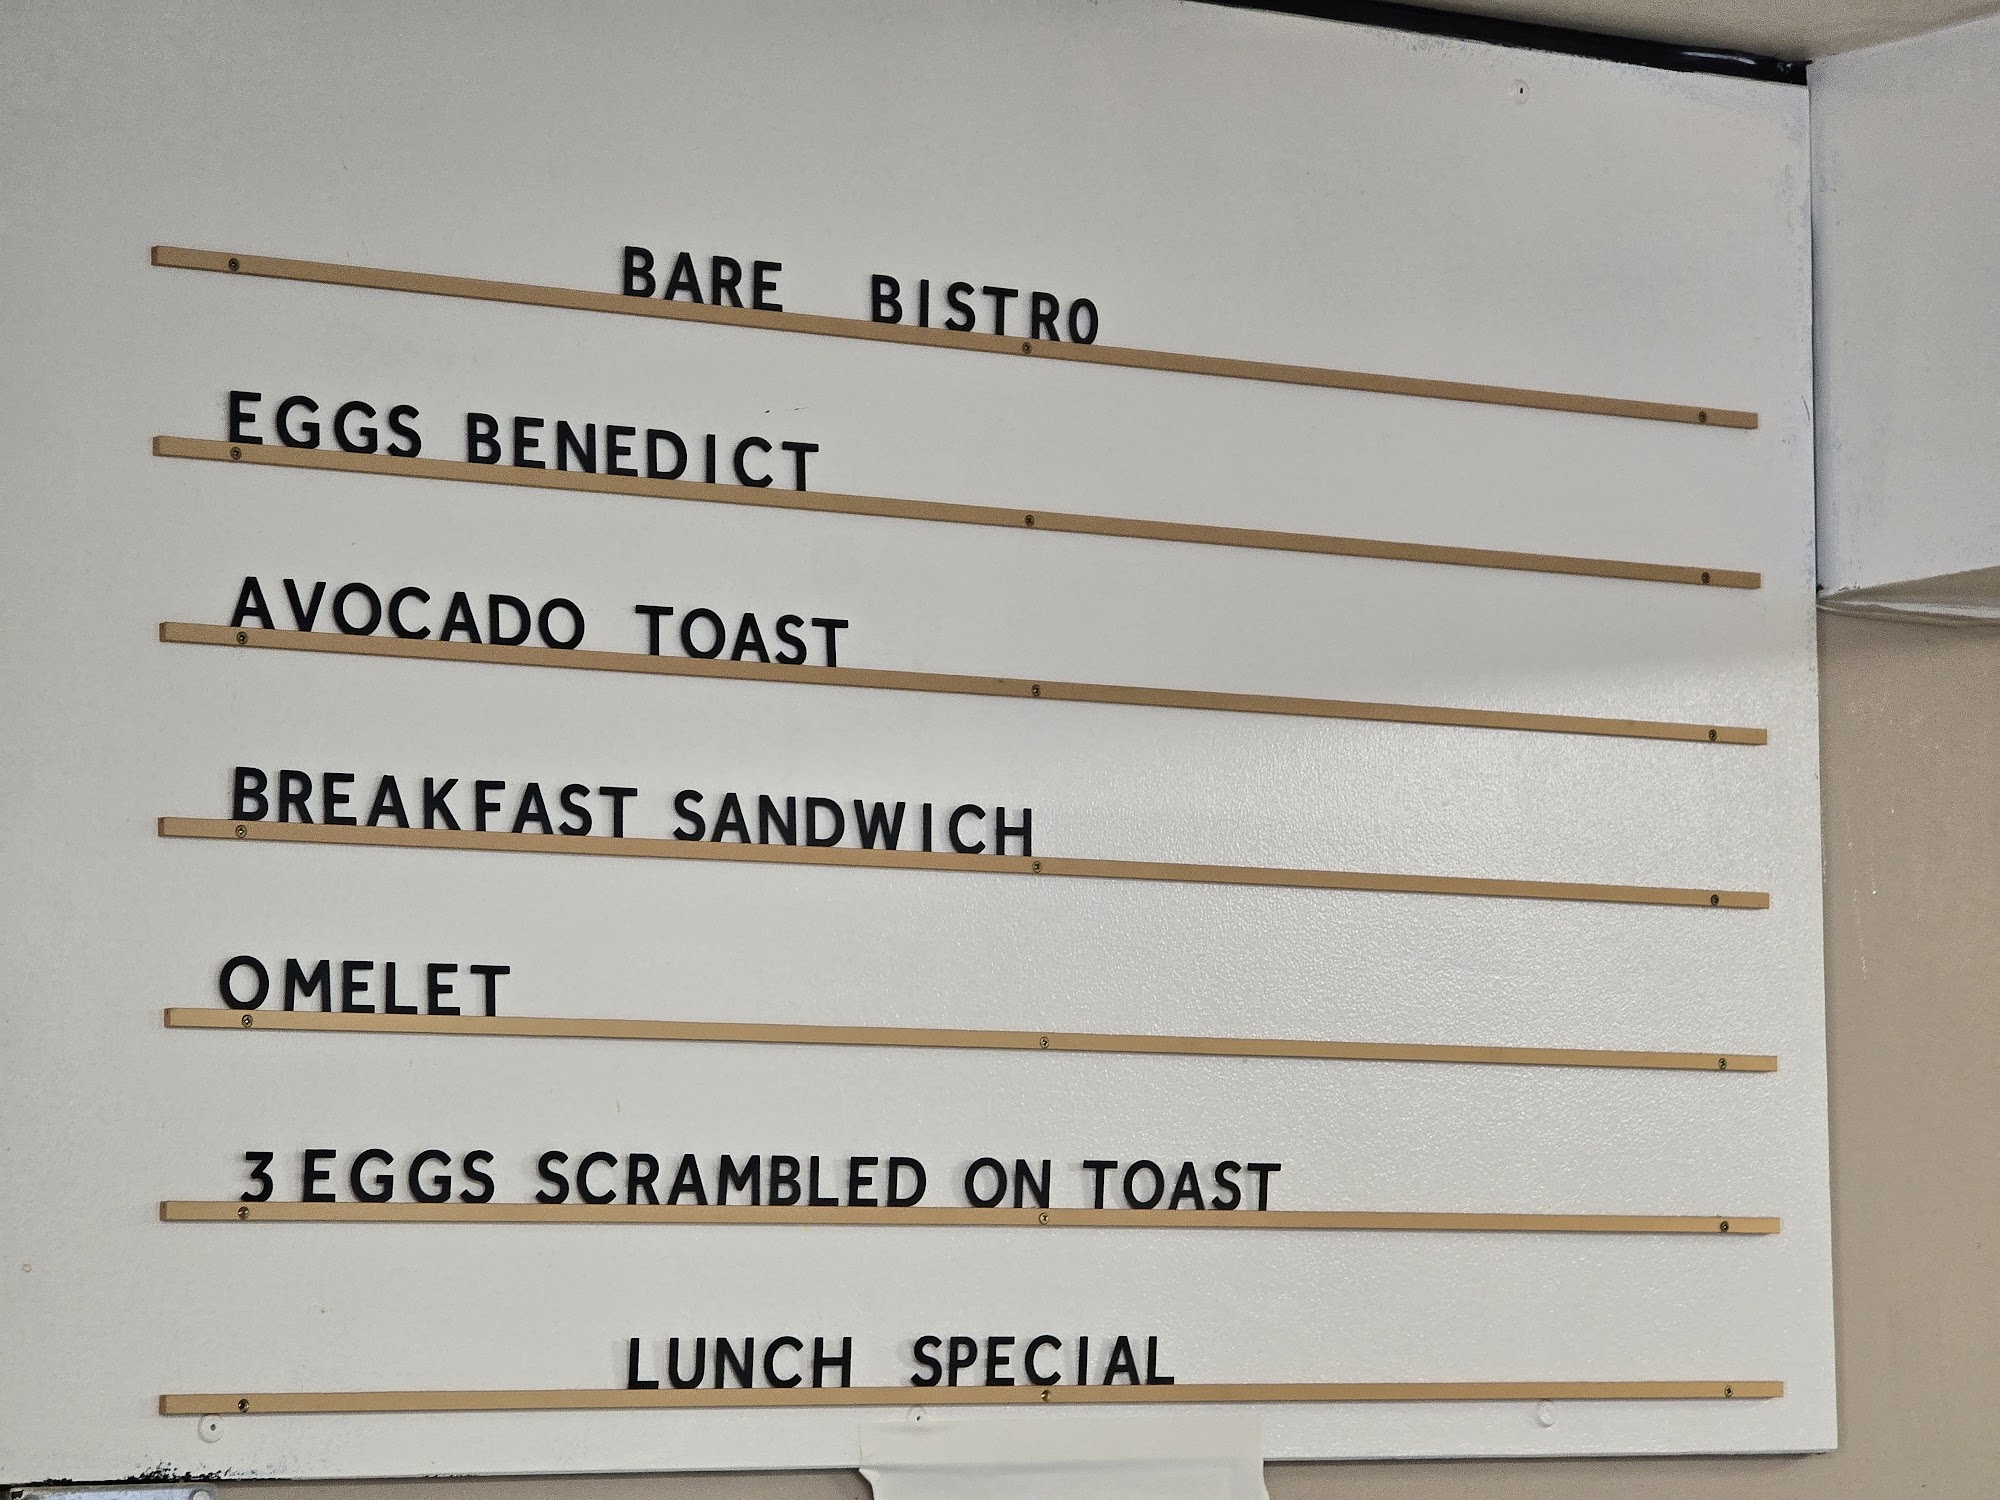 BARE BISTRO
EGGS BENEDICT
AVOCADO TOAST
BREAKFAST SANDWICH
OMELET
3 EGGS SCRAMBLED ON TOAST
LUNCH SPECIAL